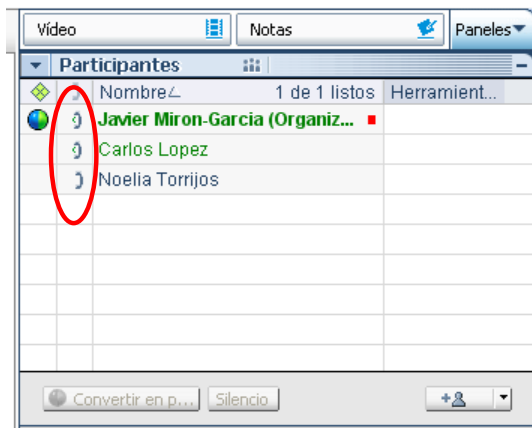 Vídeo Notas Paneles
Participantes
Nombre 1 de 1 listos Herramient...
Javier Miron-Garcia (Organiz...
Carlos Lopez
Noelia Torrijos
Convertir en p... Silencio